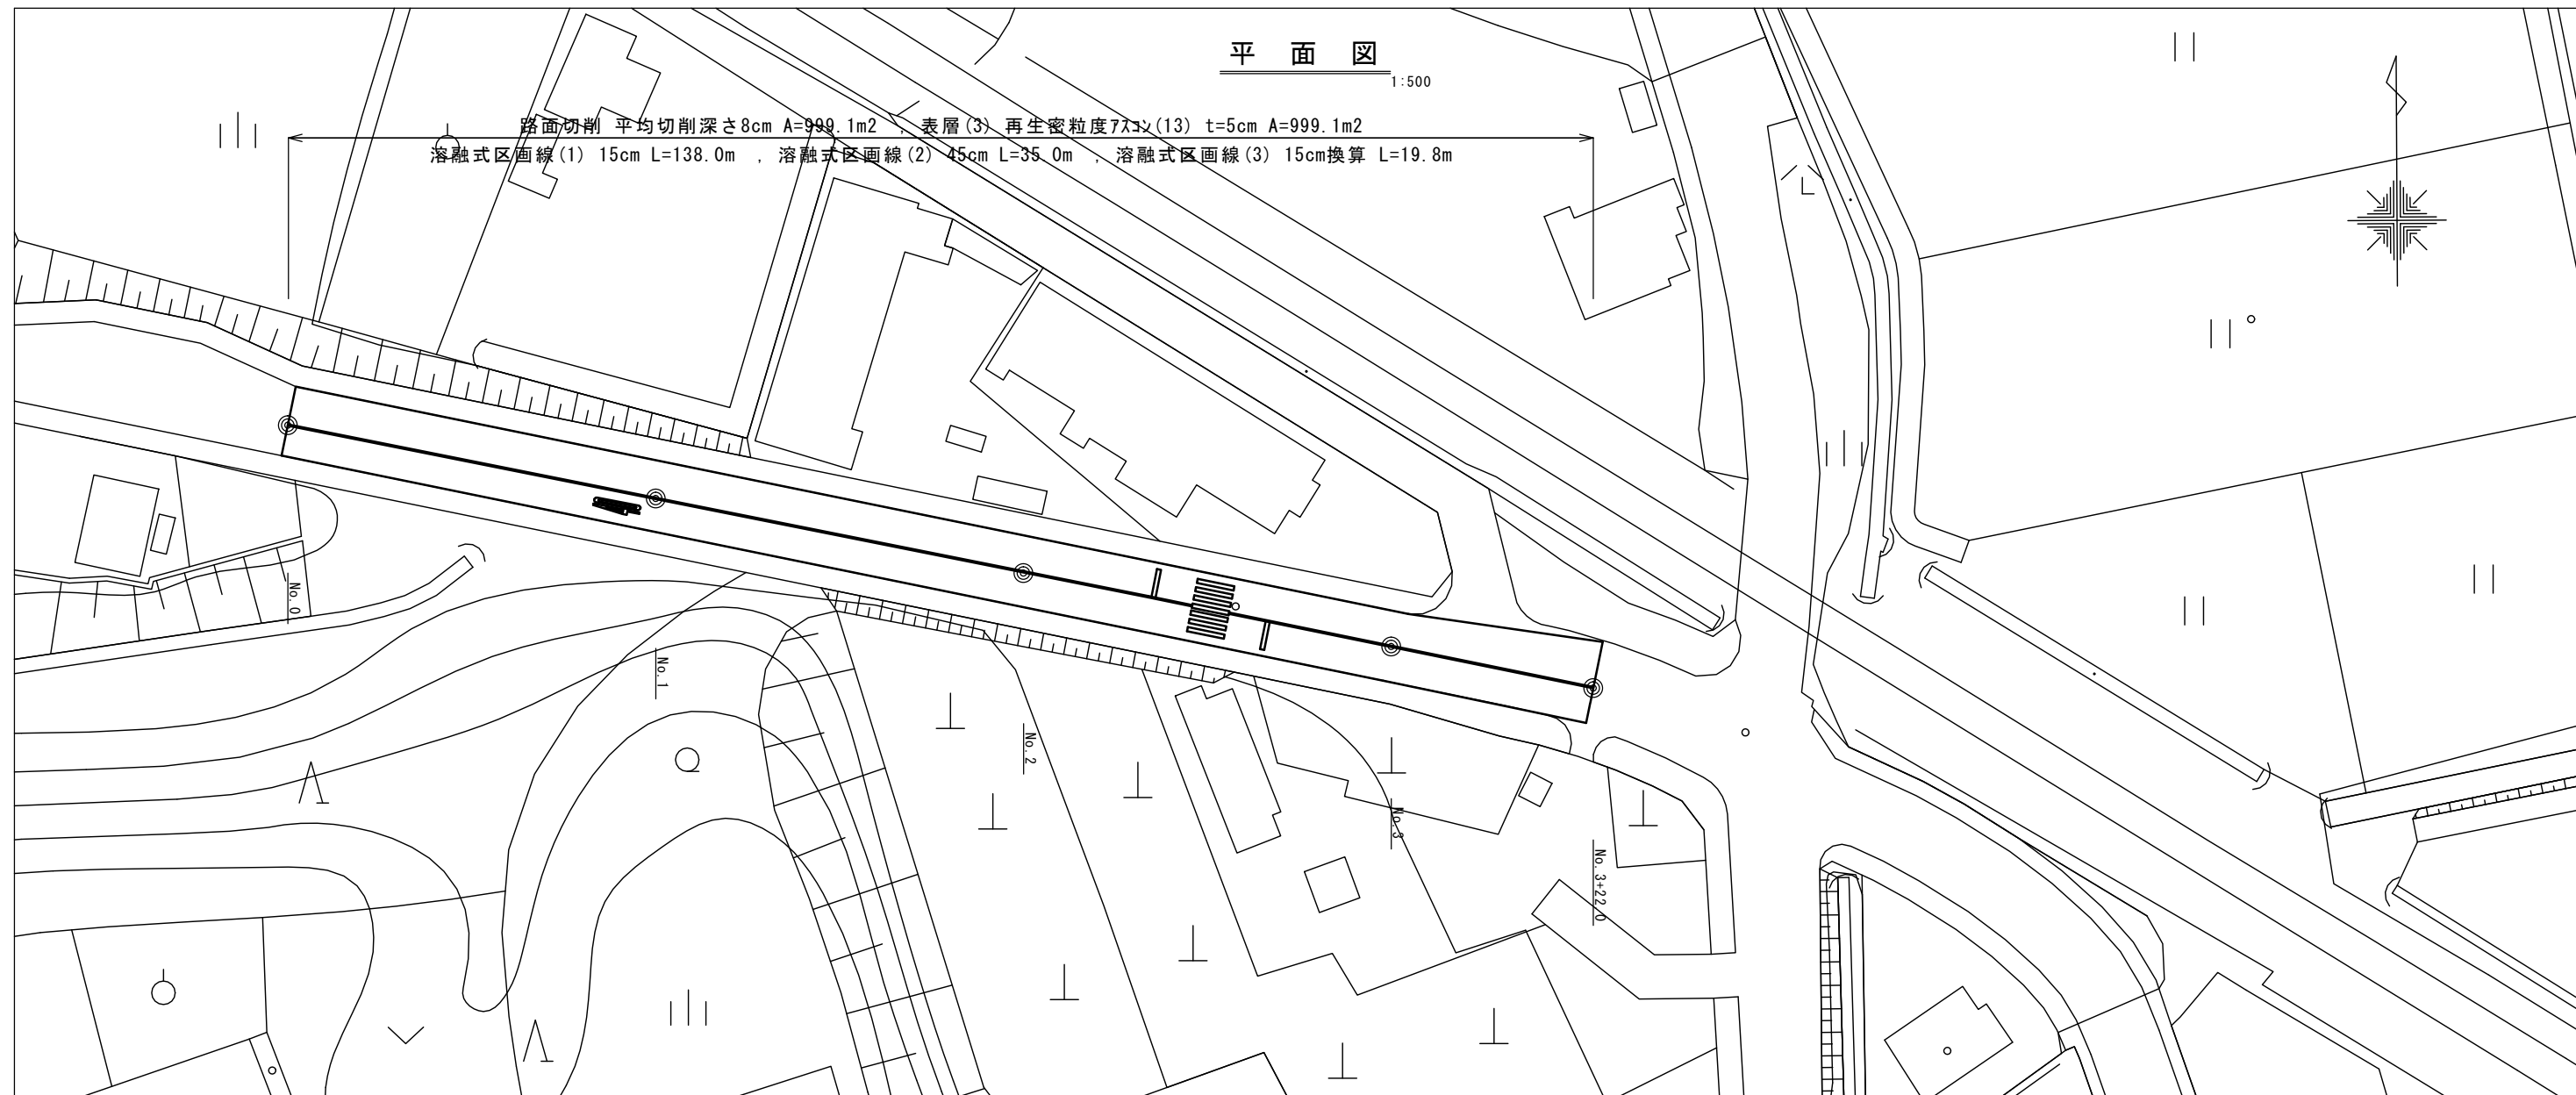 平 面 図
1:500
路面切削 平均切削深さ8cm A=999.1m2 , 表層(3) 再生密粒度アスコン(13) t=5cm A=999.1m2
溶融式区画線(1) 15cm L=138.0m , 溶融式区画線(2) 45cm L=35.0m , 溶融式区画線(3) 15cm換算 L=19.8m
No.0
No.1
No.2
No.3
No.3+22.0